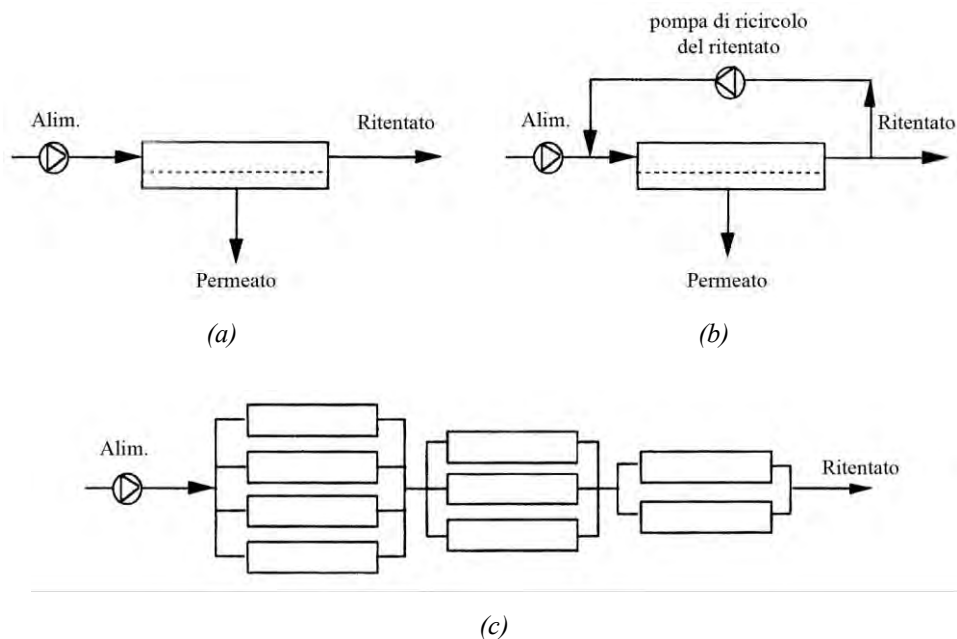 pompa di ricircolo
del ritentato
Alim.
Ritentato
Permeato
(a)
Alim.
Ritentato
Permeato
(b)
Alim.
Ritentato
(c)